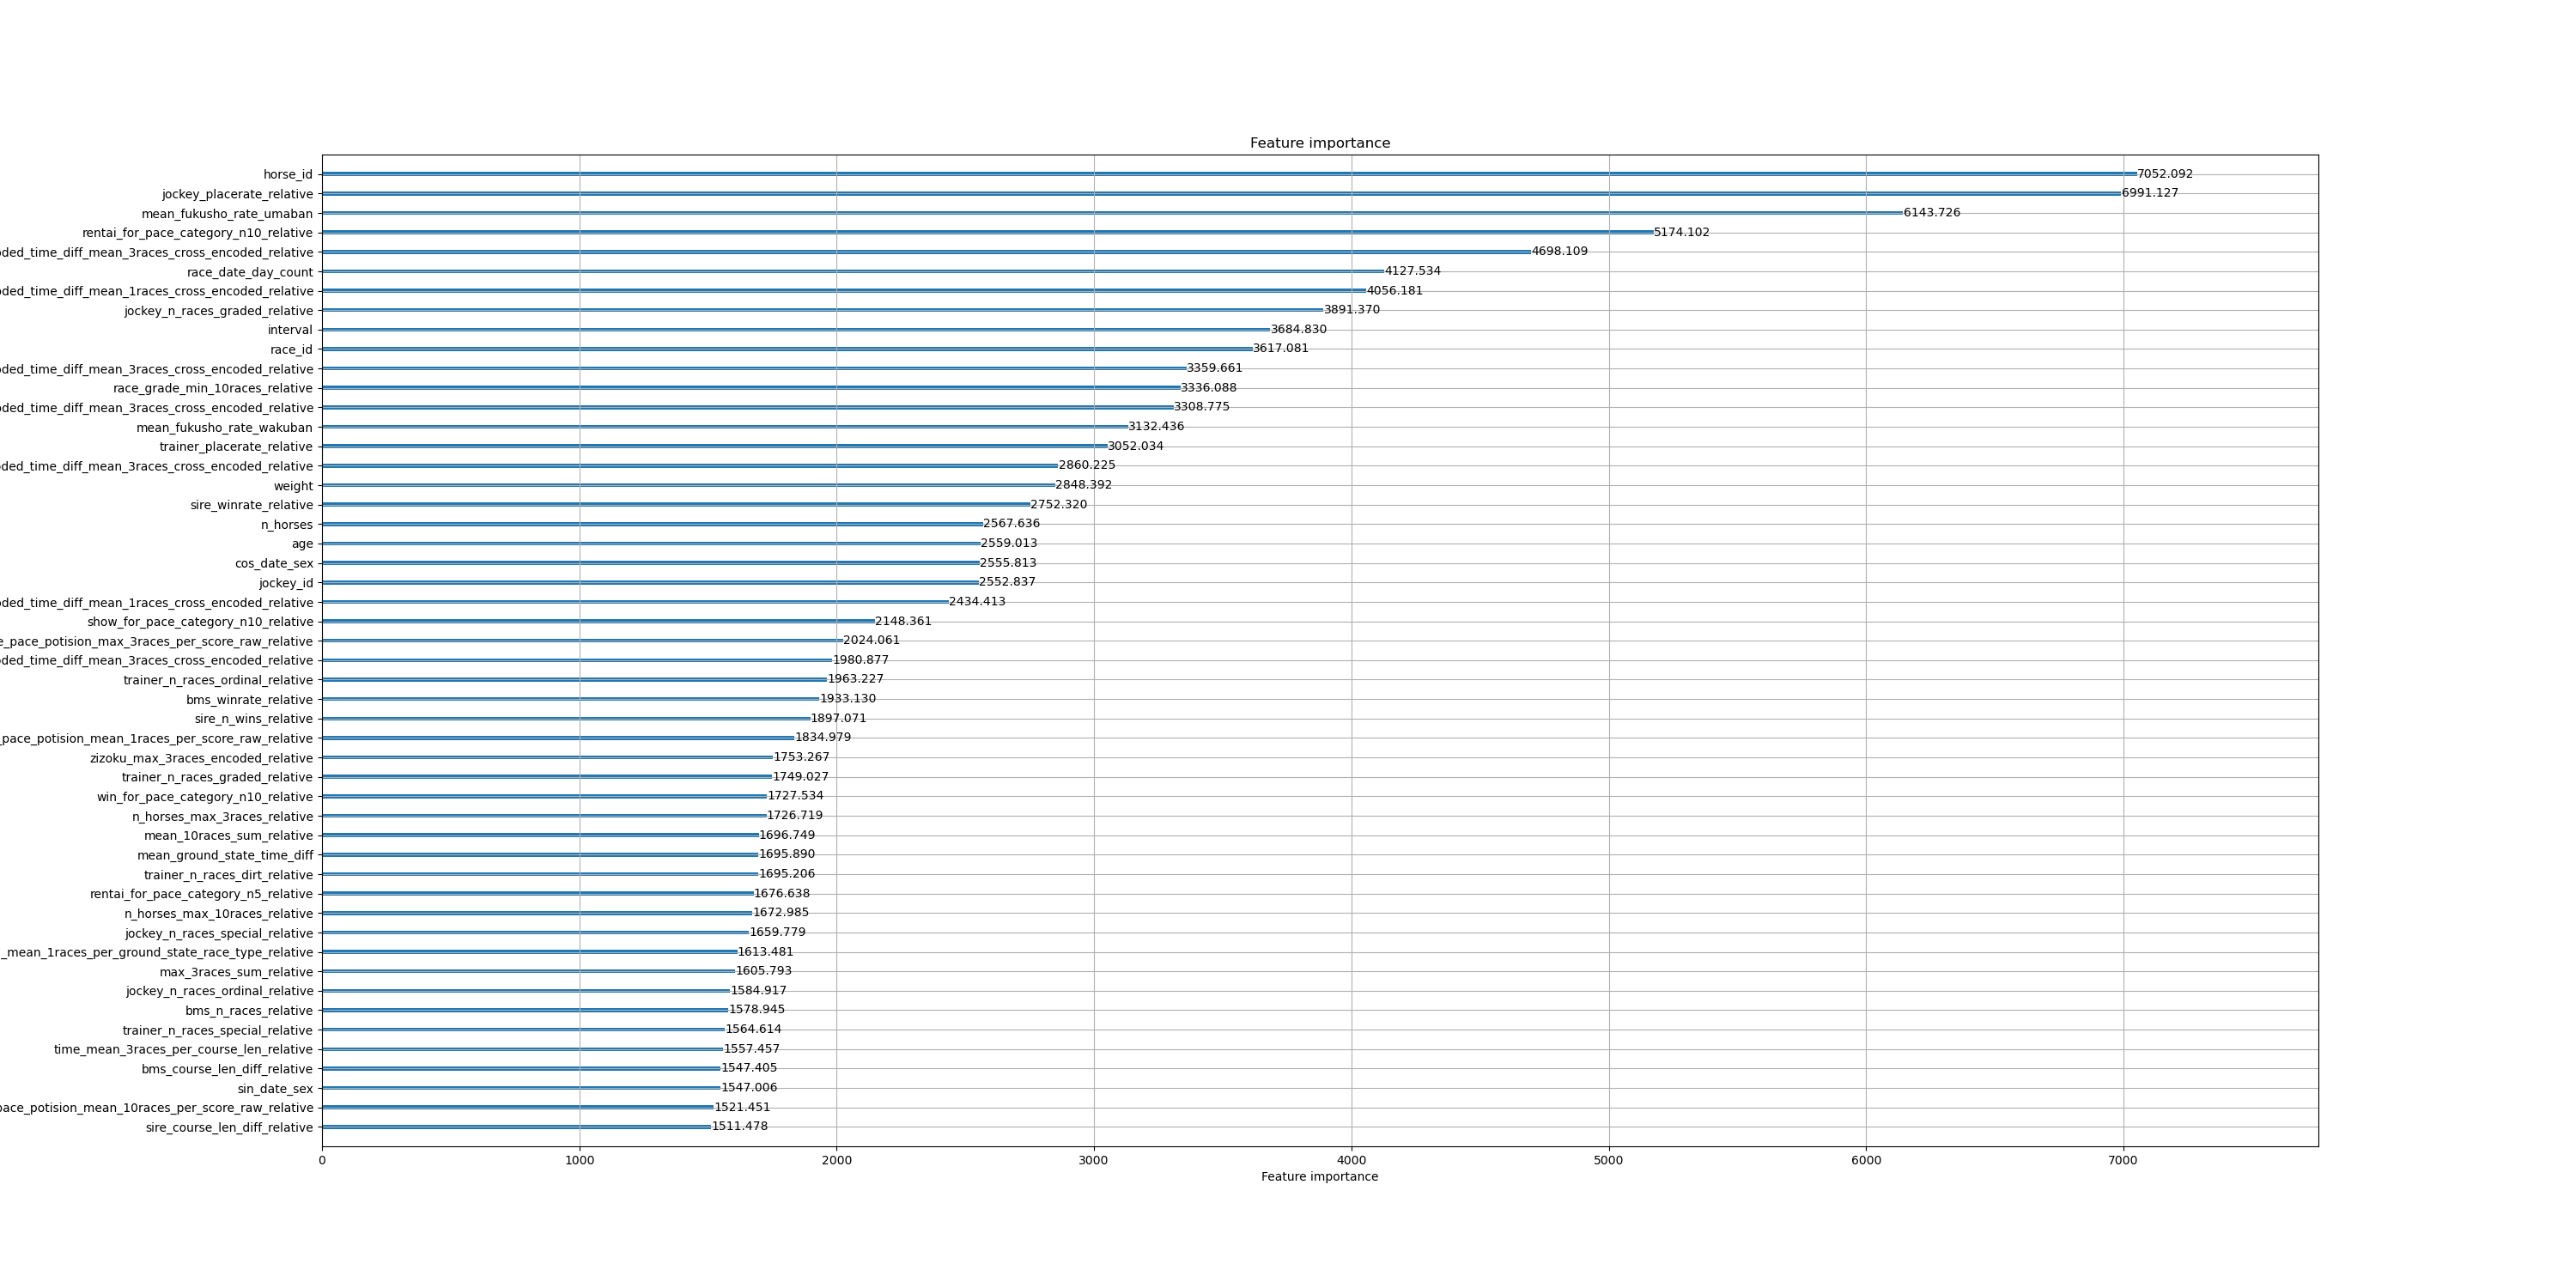 Feature importance
horse_id 7052.092
jockey_placerate_relative 6991.127
mean_fukusho_rate_umaban 6143.726
rentai_for_pace_category_n10_relative 5174.102
ded_time_diff_mean_3races_cross_encoded_relative 4698.109
race_date_day_count 4127.534
ded_time_diff_mean_1races_cross_encoded_relative 4056.181
jockey_n_races_graded_relative 3891.370
interval 3684.830
race_id 3617.081
ded_time_diff_mean_3races_cross_encoded_relative 3359.661
race_grade_min_10races_relative 3336.088
ded_time_diff_mean_3races_cross_encoded_relative 3308.775
mean_fukusho_rate_wakuban 3132.436
trainer_placerate_relative 3052.034
ded_time_diff_mean_3races_cross_encoded_relative 2860.225
weight 2848.392
sire_winrate_relative 2752.320
n_horses 2567.636
age 2559.013
cos_date_sex 2555.813
jockey_id 2552.837
ded_time_diff_mean_1races_cross_encoded_relative 2434.413
show_for_pace_category_n10_relative 2148.361
e_pace_potision_max_3races_per_score_raw_relative 2024.061
ded_time_diff_mean_3races_cross_encoded_relative 1980.877
trainer_n_races_ordinal_relative 1963.227
bms_winrate_relative 1933.130
sire_n_wins_relative 1897.071
_pace_potision_mean_1races_per_score_raw_relative 1834.979
zizoku_max_3races_encoded_relative 1753.267
trainer_n_races_graded_relative 1749.027
win_for_pace_category_n10_relative 1727.534
n_horses_max_3races_relative 1726.719
mean_10races_sum_relative 1696.749
mean_ground_state_time_diff 1695.890
trainer_n_races_dirt_relative 1695.206
rentai_for_pace_category_n5_relative 1676.638
n_horses_max_10races_relative 1672.985
jockey_n_races_special_relative 1659.779
_mean_1races_per_ground_state_race_type_relative 1613.481
max_3races_sum_relative 1605.793
jockey_n_races_ordinal_relative 1584.917
bms_n_races_relative 1578.945
trainer_n_races_special_relative 1564.614
time_mean_3races_per_course_len_relative 1557.457
bms_course_len_diff_relative 1547.405
sin_date_sex 1547.006
pace_potision_mean_10races_per_score_raw_relative 1521.451
sire_course_len_diff_relative 1511.478
0 1000 2000 3000 4000 5000 6000 7000
Feature importance